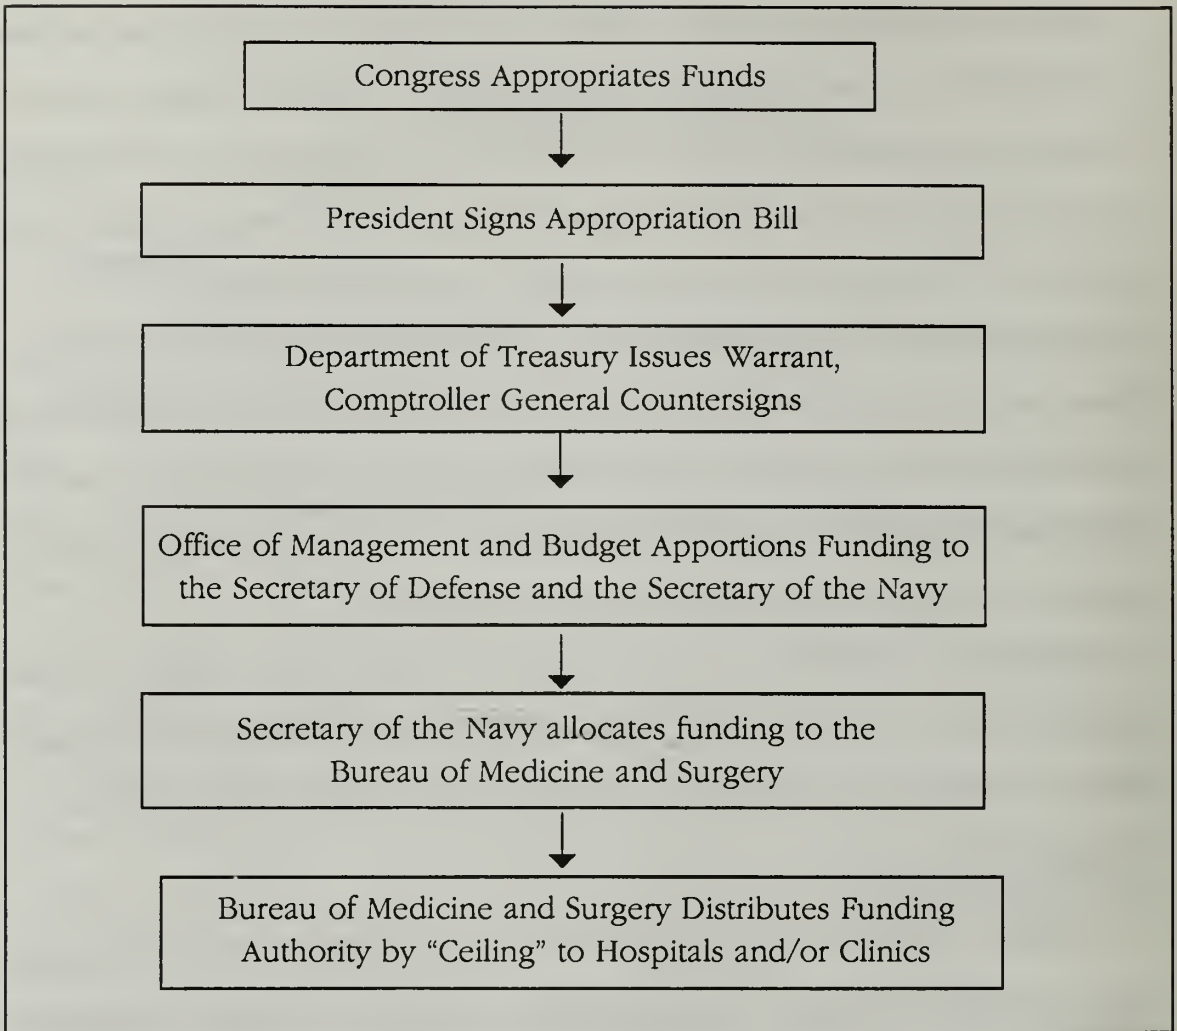 Congress Appropriates Funds
President Signs Appropriation Bill
Department of Treasury Issues Warrant,
Comptroller General Countersigns
Office of Management and Budget Apportions Funding to
the Secretary of Defense and the Secretary of the Navy
Secretary of the Navy allocates funding to the
Bureau of Medicine and Surgery
Bureau of Medicine and Surgery Distributes Funding
Authority by “Ceiling” to Hospitals and/or Clinics